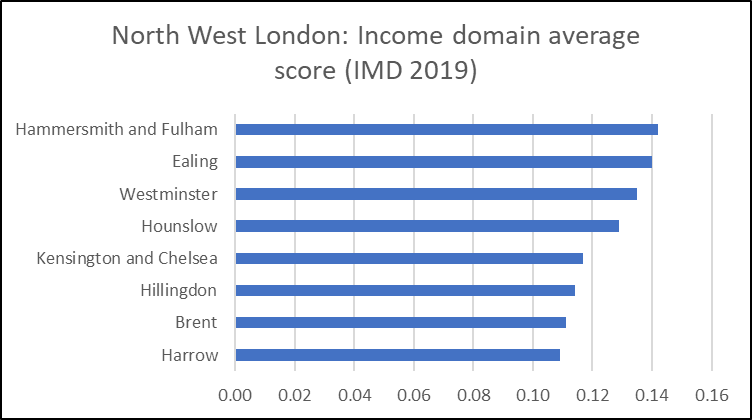 North West London: Income domain average
score (IMD 2019)
Hammersmith and Fulham
Ealing
Westminster
Hounslow
Kensington and Chelsea
Hillingdon
Brent
Harrow
0.00 0.02 0.04 0.06 0.08 0.10 0.12 0.14 0.16